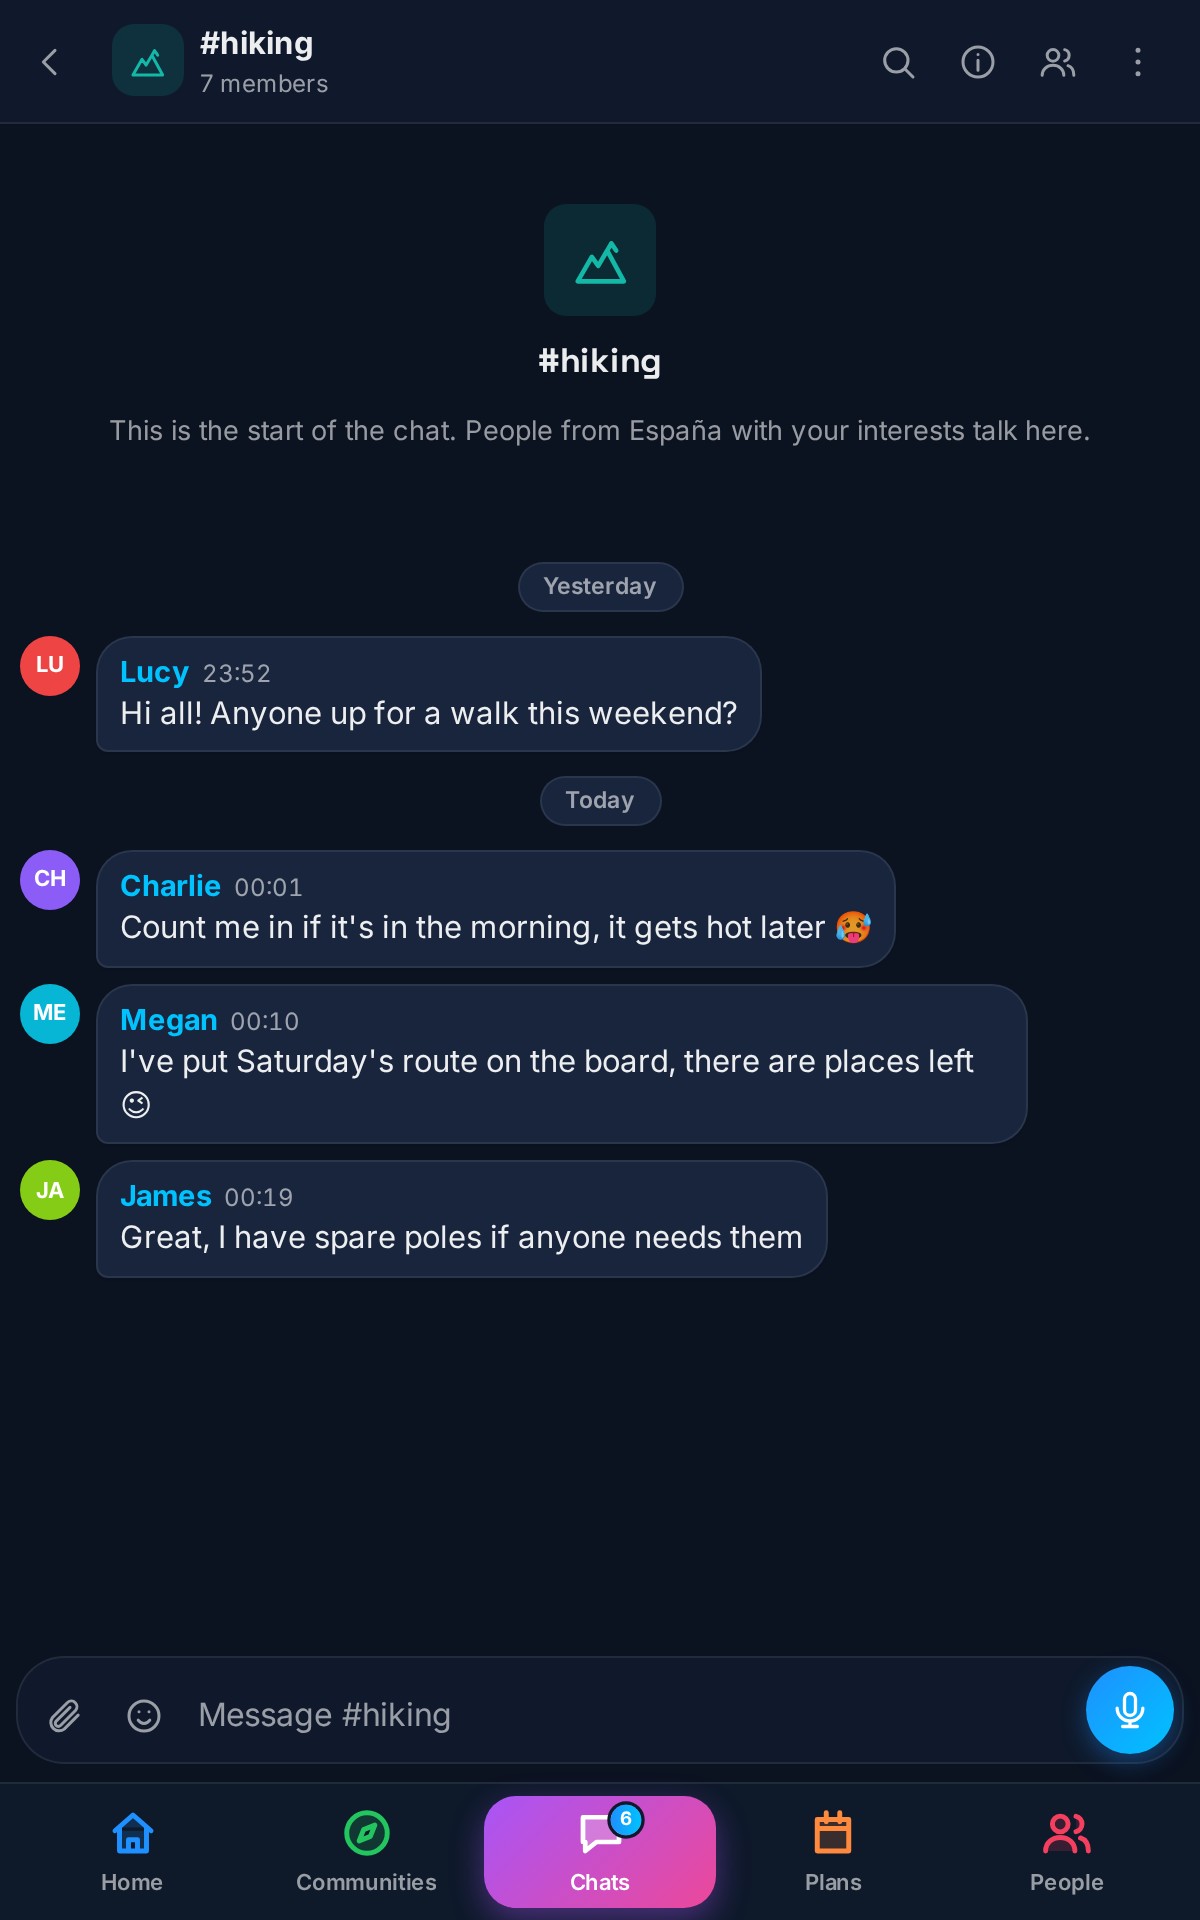 #hiking
7 members
#hiking
This is the start of the chat. People from España with your interests talk here.
Yesterday
LU
Lucy 23:52
Hi all! Anyone up for a walk this weekend?
Today
CH
Charlie 00:01
Count me in if it's in the morning, it gets hot later 🥵
ME
Megan 00:10
I've put Saturday's route on the board, there are places left
😉
JA
James 00:19
Great, I have spare poles if anyone needs them
Message #hiking
6
Home
Communities
Chats
Plans
People